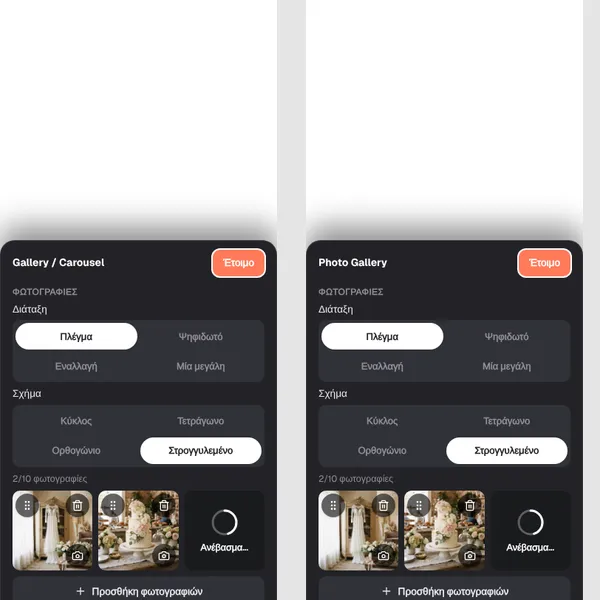 Gallery / Carousel
Έτοιμο
ΦΩΤΟΓΡΑΦΙΕΣ
Διάταξη
Πλέγμα
Ψηφιδωτό
Εναλλαγή
Μία μεγάλη
Σχήμα
Κύκλος
Τετράγωνο
Ορθογώνιο
Στρογγυλεμένο
2/10 φωτογραφίες
Ανέβασμα...
+ Προσθήκη φωτογραφιών
Photo Gallery
Έτοιμο
ΦΩΤΟΓΡΑΦΙΕΣ
Διάταξη
Πλέγμα
Ψηφιδωτό
Εναλλαγή
Μία μεγάλη
Σχήμα
Κύκλος
Τετράγωνο
Ορθογώνιο
Στρογγυλεμένο
2/10 φωτογραφίες
Ανέβασμα...
+ Προσθήκη φωτογραφιών